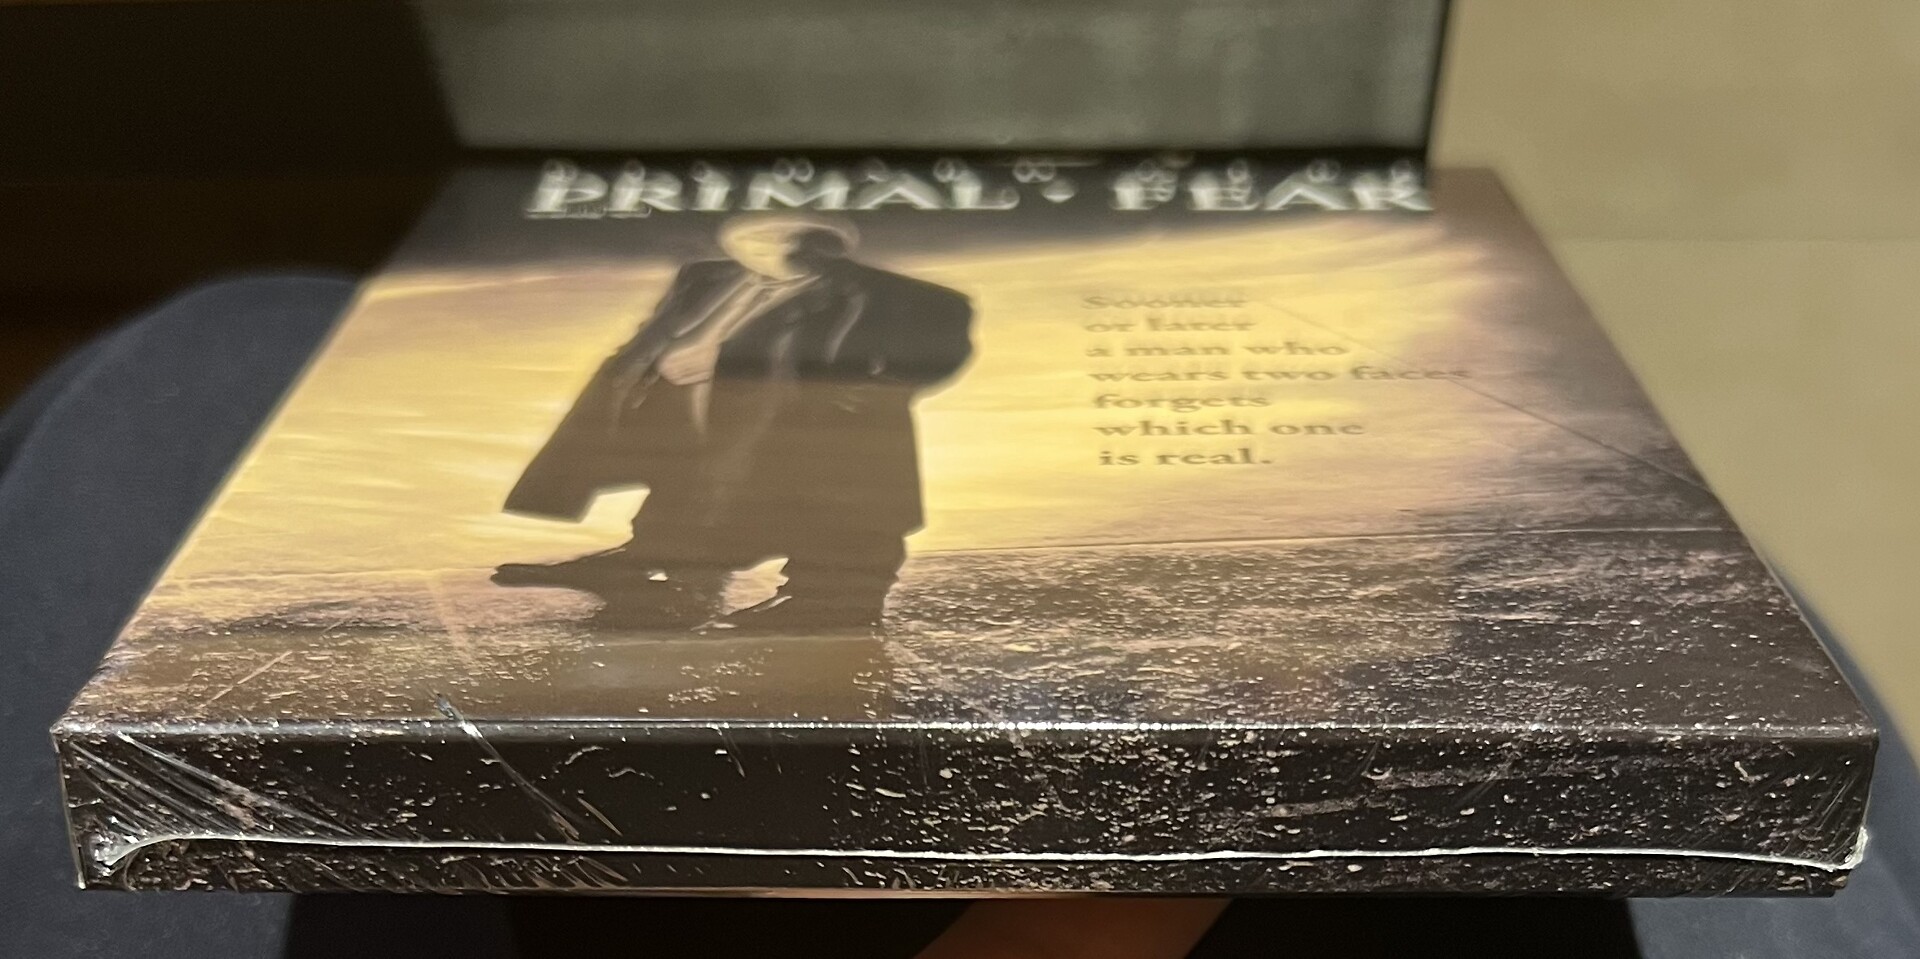 PRIMAL · FEAR
Sooner
or later
a man who
wears two faces
forgets
which one
is real.